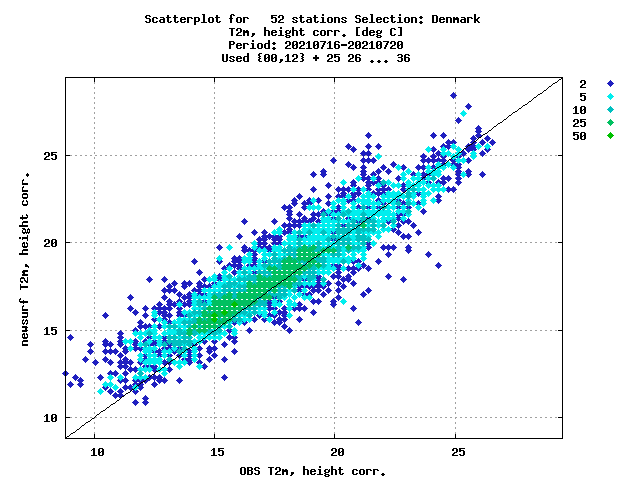 Scatterplot for   52 stations Selection: Denmark
T2m, height corr. [deg C]
Period: 20210716-20210720
Used {00,12} + 25 26 ... 36
2
5
10
25
50
25
20
15
10
newsurf T2m, height corr.
10 15 20 25
OBS T2m, height corr.